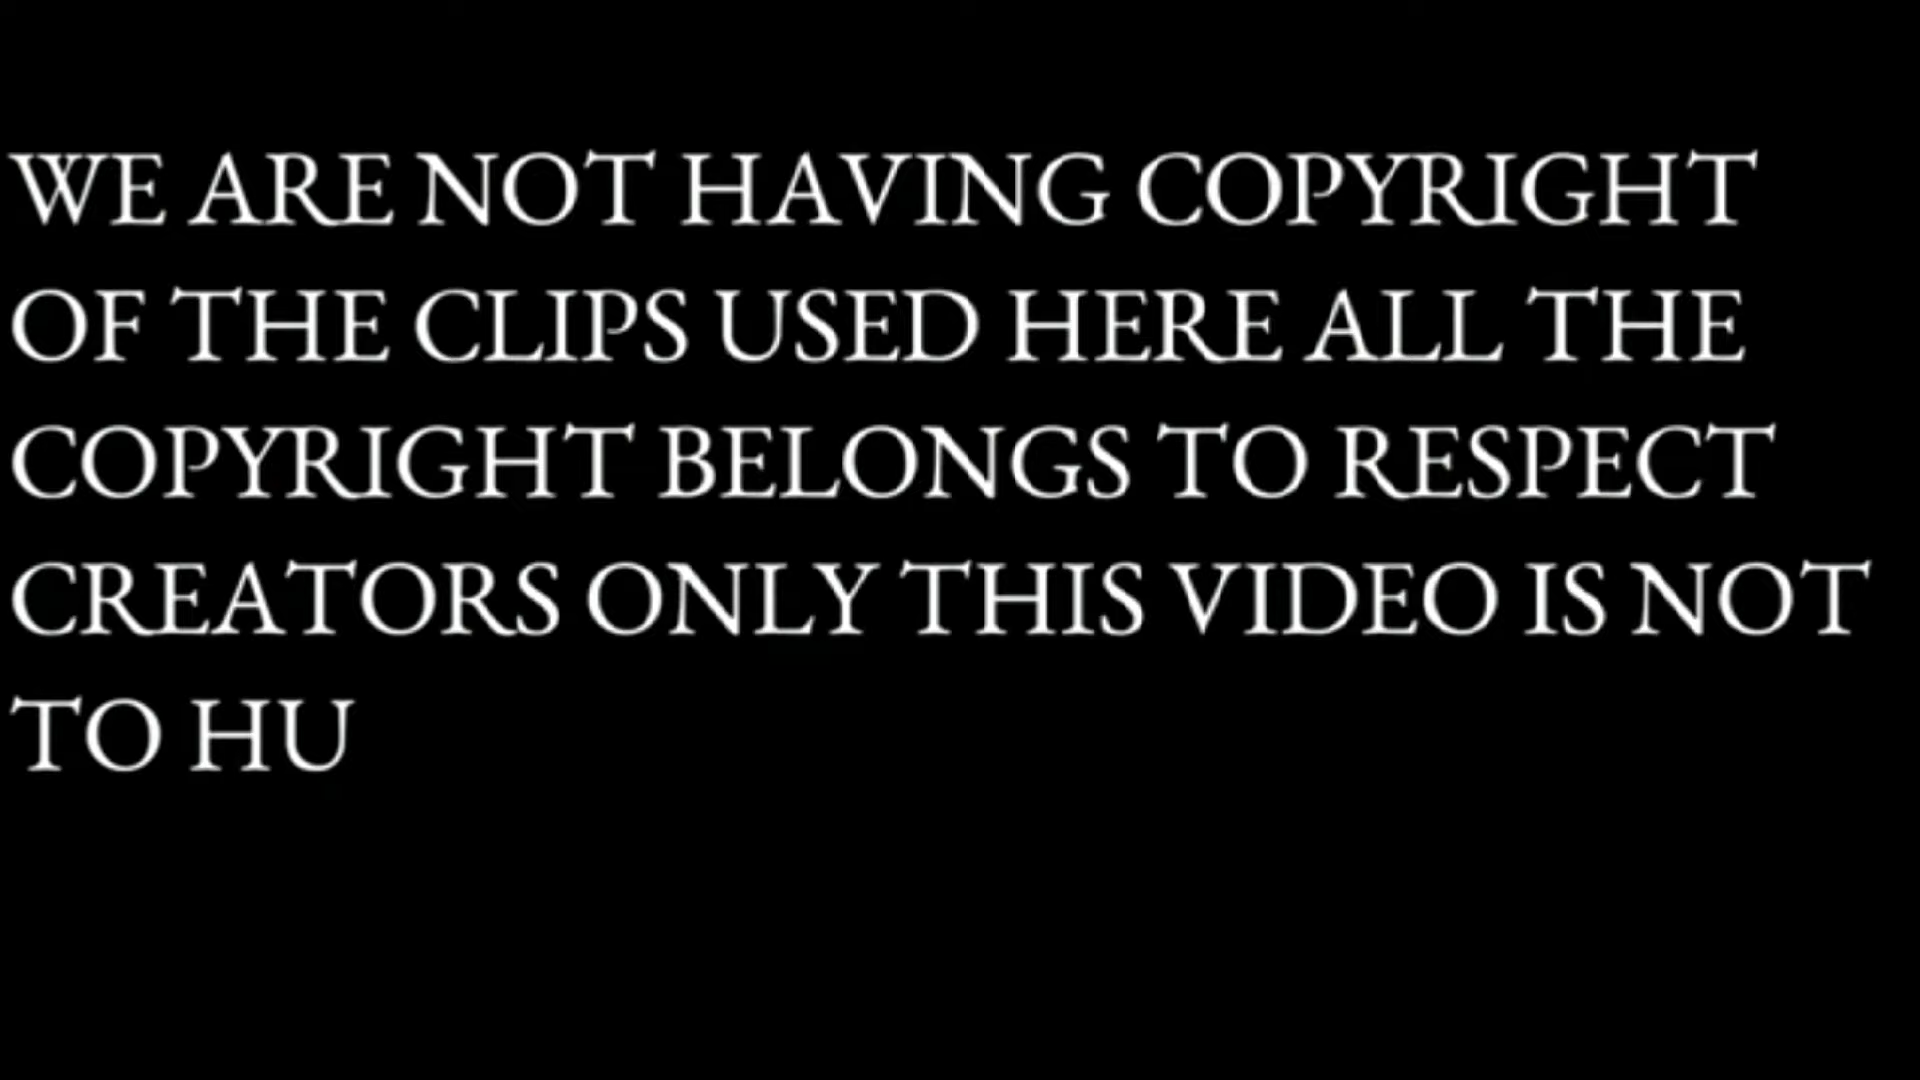 WE ARE NOT HAVING COPYRIGHT
OF THE CLIPS USED HERE ALL THE
COPYRIGHT BELONGS TO RESPECT
CREATORS ONLY THIS VIDEO IS NOT
TO HU